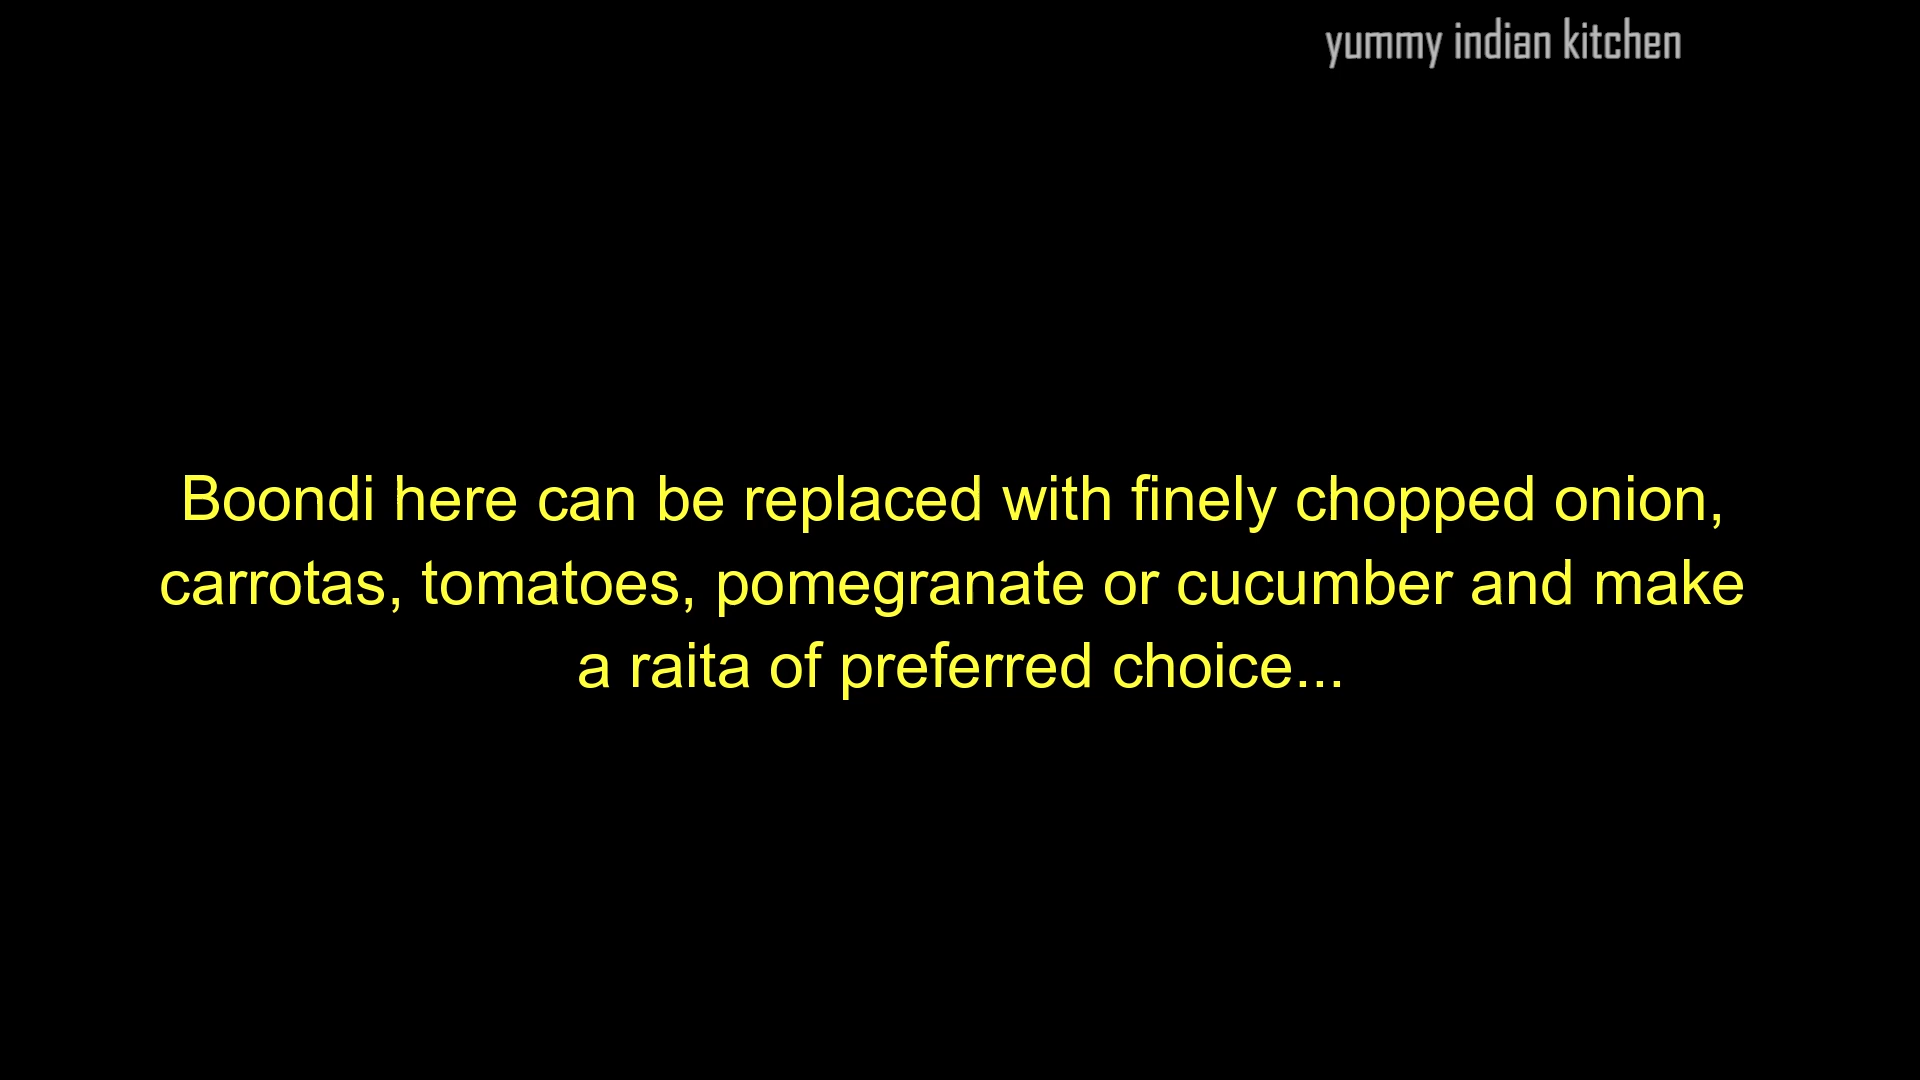 yummy indian kitchen
Boondi here can be replaced with finely chopped onion,
carrotas, tomatoes, pomegranate or cucumber and make
a raita of preferred choice...